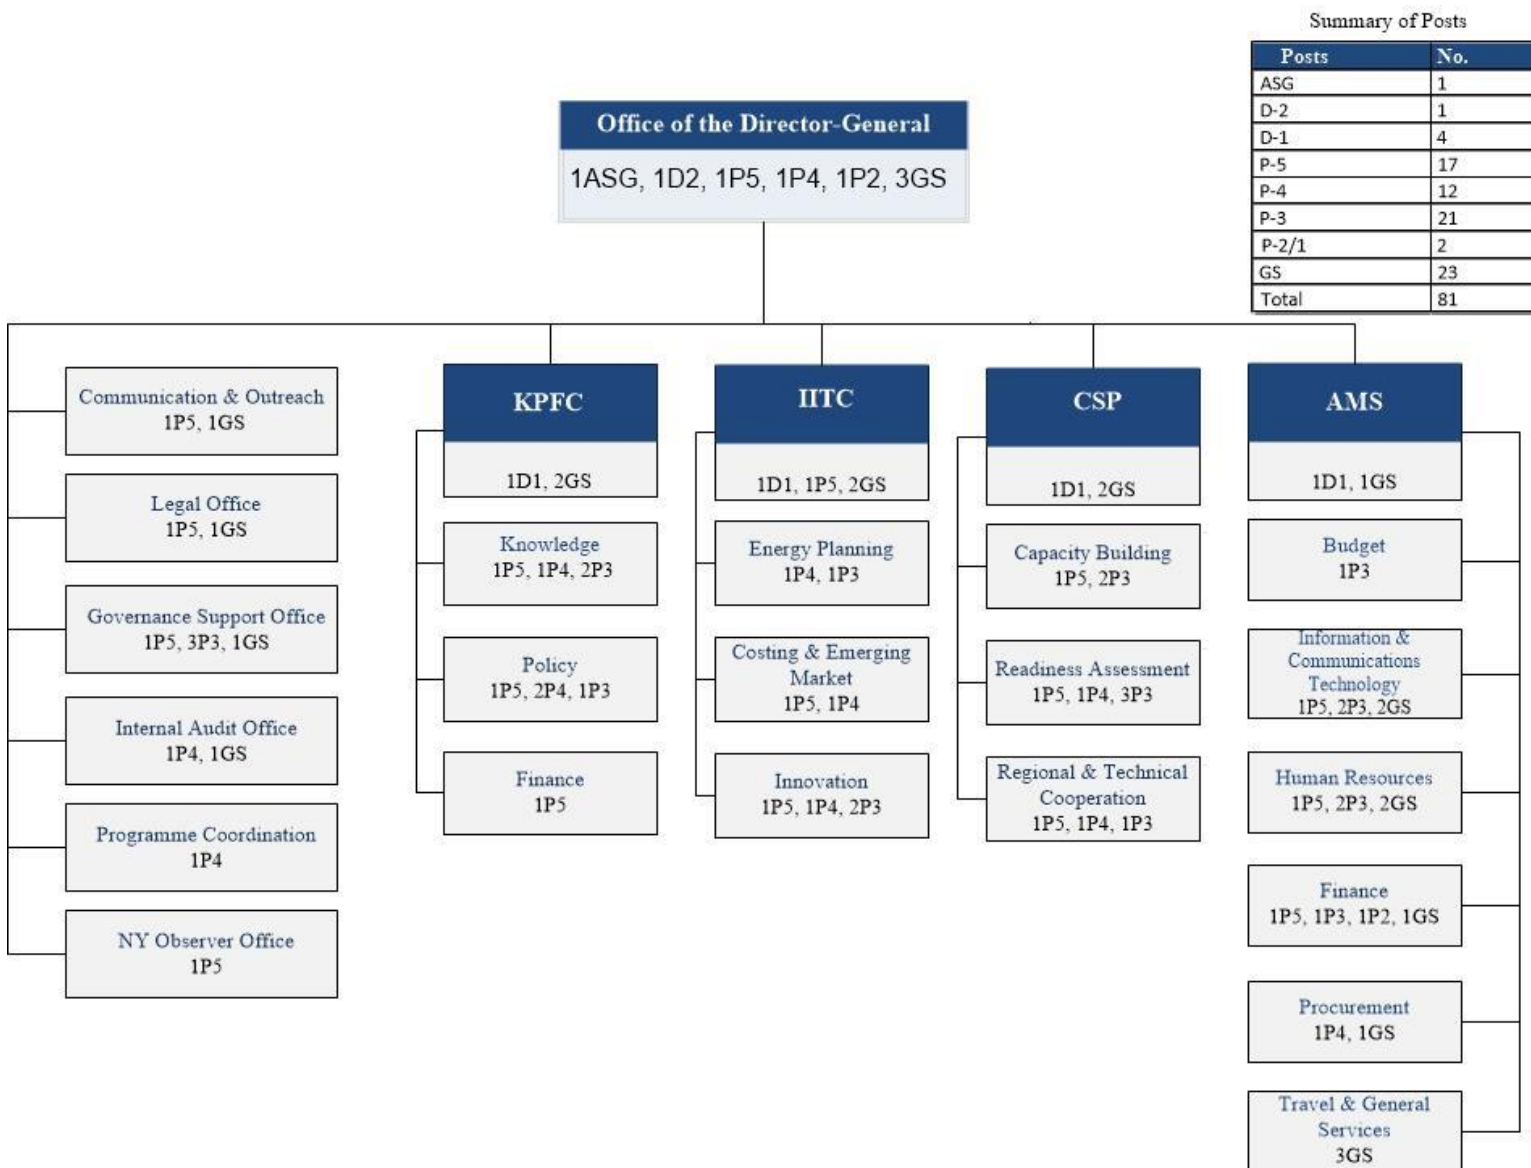 Summary of Posts
Posts No.
ASG 1
D-2 1
D-1 4
P-5 17
P-4 12
P-3 21
P-2/1 2
GS 23
Total 81
Office of the Director-General
1ASG, 1D2, 1P5, 1P4, 1P2, 3GS
Communication & Outreach
1P5, 1GS
Legal Office
1P5, 1GS
Governance Support Office
1P5, 3P3, 1GS
Internal Audit Office
1P4, 1GS
Programme Coordination
1P4
NY Observer Office
1P5
KPFC
1D1, 2GS
Knowledge
1P5, 1P4, 2P3
Policy
1P5, 2P4, 1P3
Finance
1P5
IITC
1D1, 1P5, 2GS
Energy Planning
1P4, 1P3
Costing & Emerging
Market
1P5, 1P4
Innovation
1P5, 1P4, 2P3
CSP
1D1, 2GS
Capacity Building
1P5, 2P3
Readiness Assessment
1P5, 1P4, 3P3
Regional & Technical
Cooperation
1P5, 1P4, 1P3
AMS
1D1, 1GS
Budget
1P3
Information &
Communications
Technology
1P5, 2P3, 2GS
Human Resources
1P5, 2P3, 2GS
Finance
1P5, 1P3, 1P2, 1GS
Procurement
1P4, 1GS
Travel & General
Services
3GS